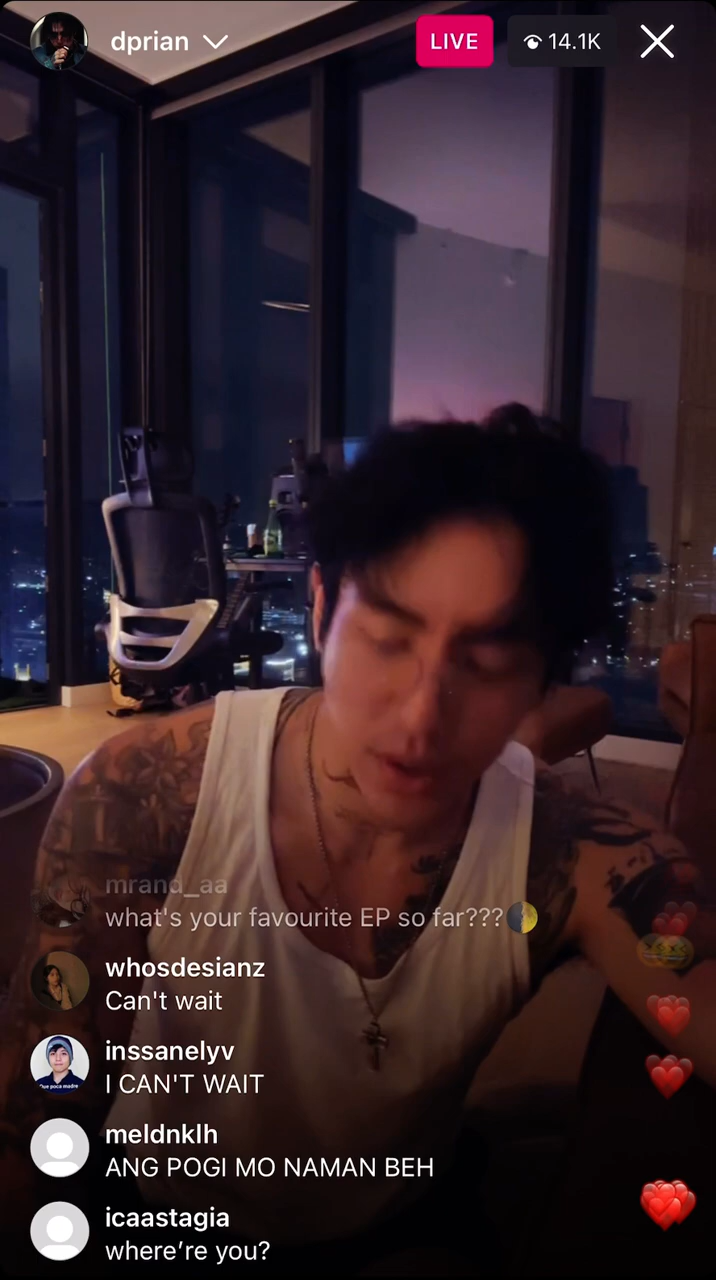 dprian
LIVE
14.1K
mrand_aa
what's your favourite EP so far???🌓
whosdesianz
Can't wait
inssanelyv
I CAN'T WAIT
meldnklh
ANG POGI MO NAMAN BEH
icaastagia
where're you?